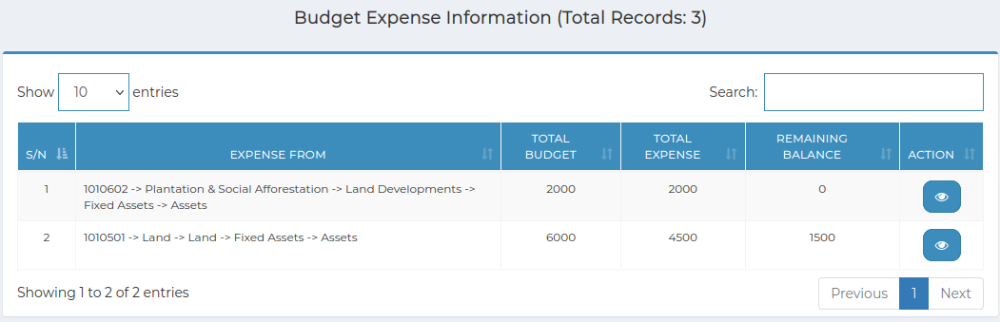 Budget Expense Information (Total Records: 3)
Show 10 entries Search:
S/N EXPENSE FROM TOTAL BUDGET TOTAL EXPENSE REMAINING BALANCE ACTION
1 1010602 -> Plantation & Social Afforestation -> Land Developments -> 2000 2000 0
Fixed Assets -> Assets
2 1010501 -> Land -> Land -> Fixed Assets -> Assets 6000 4500 1500
Showing 1 to 2 of 2 entries Previous 1 Next